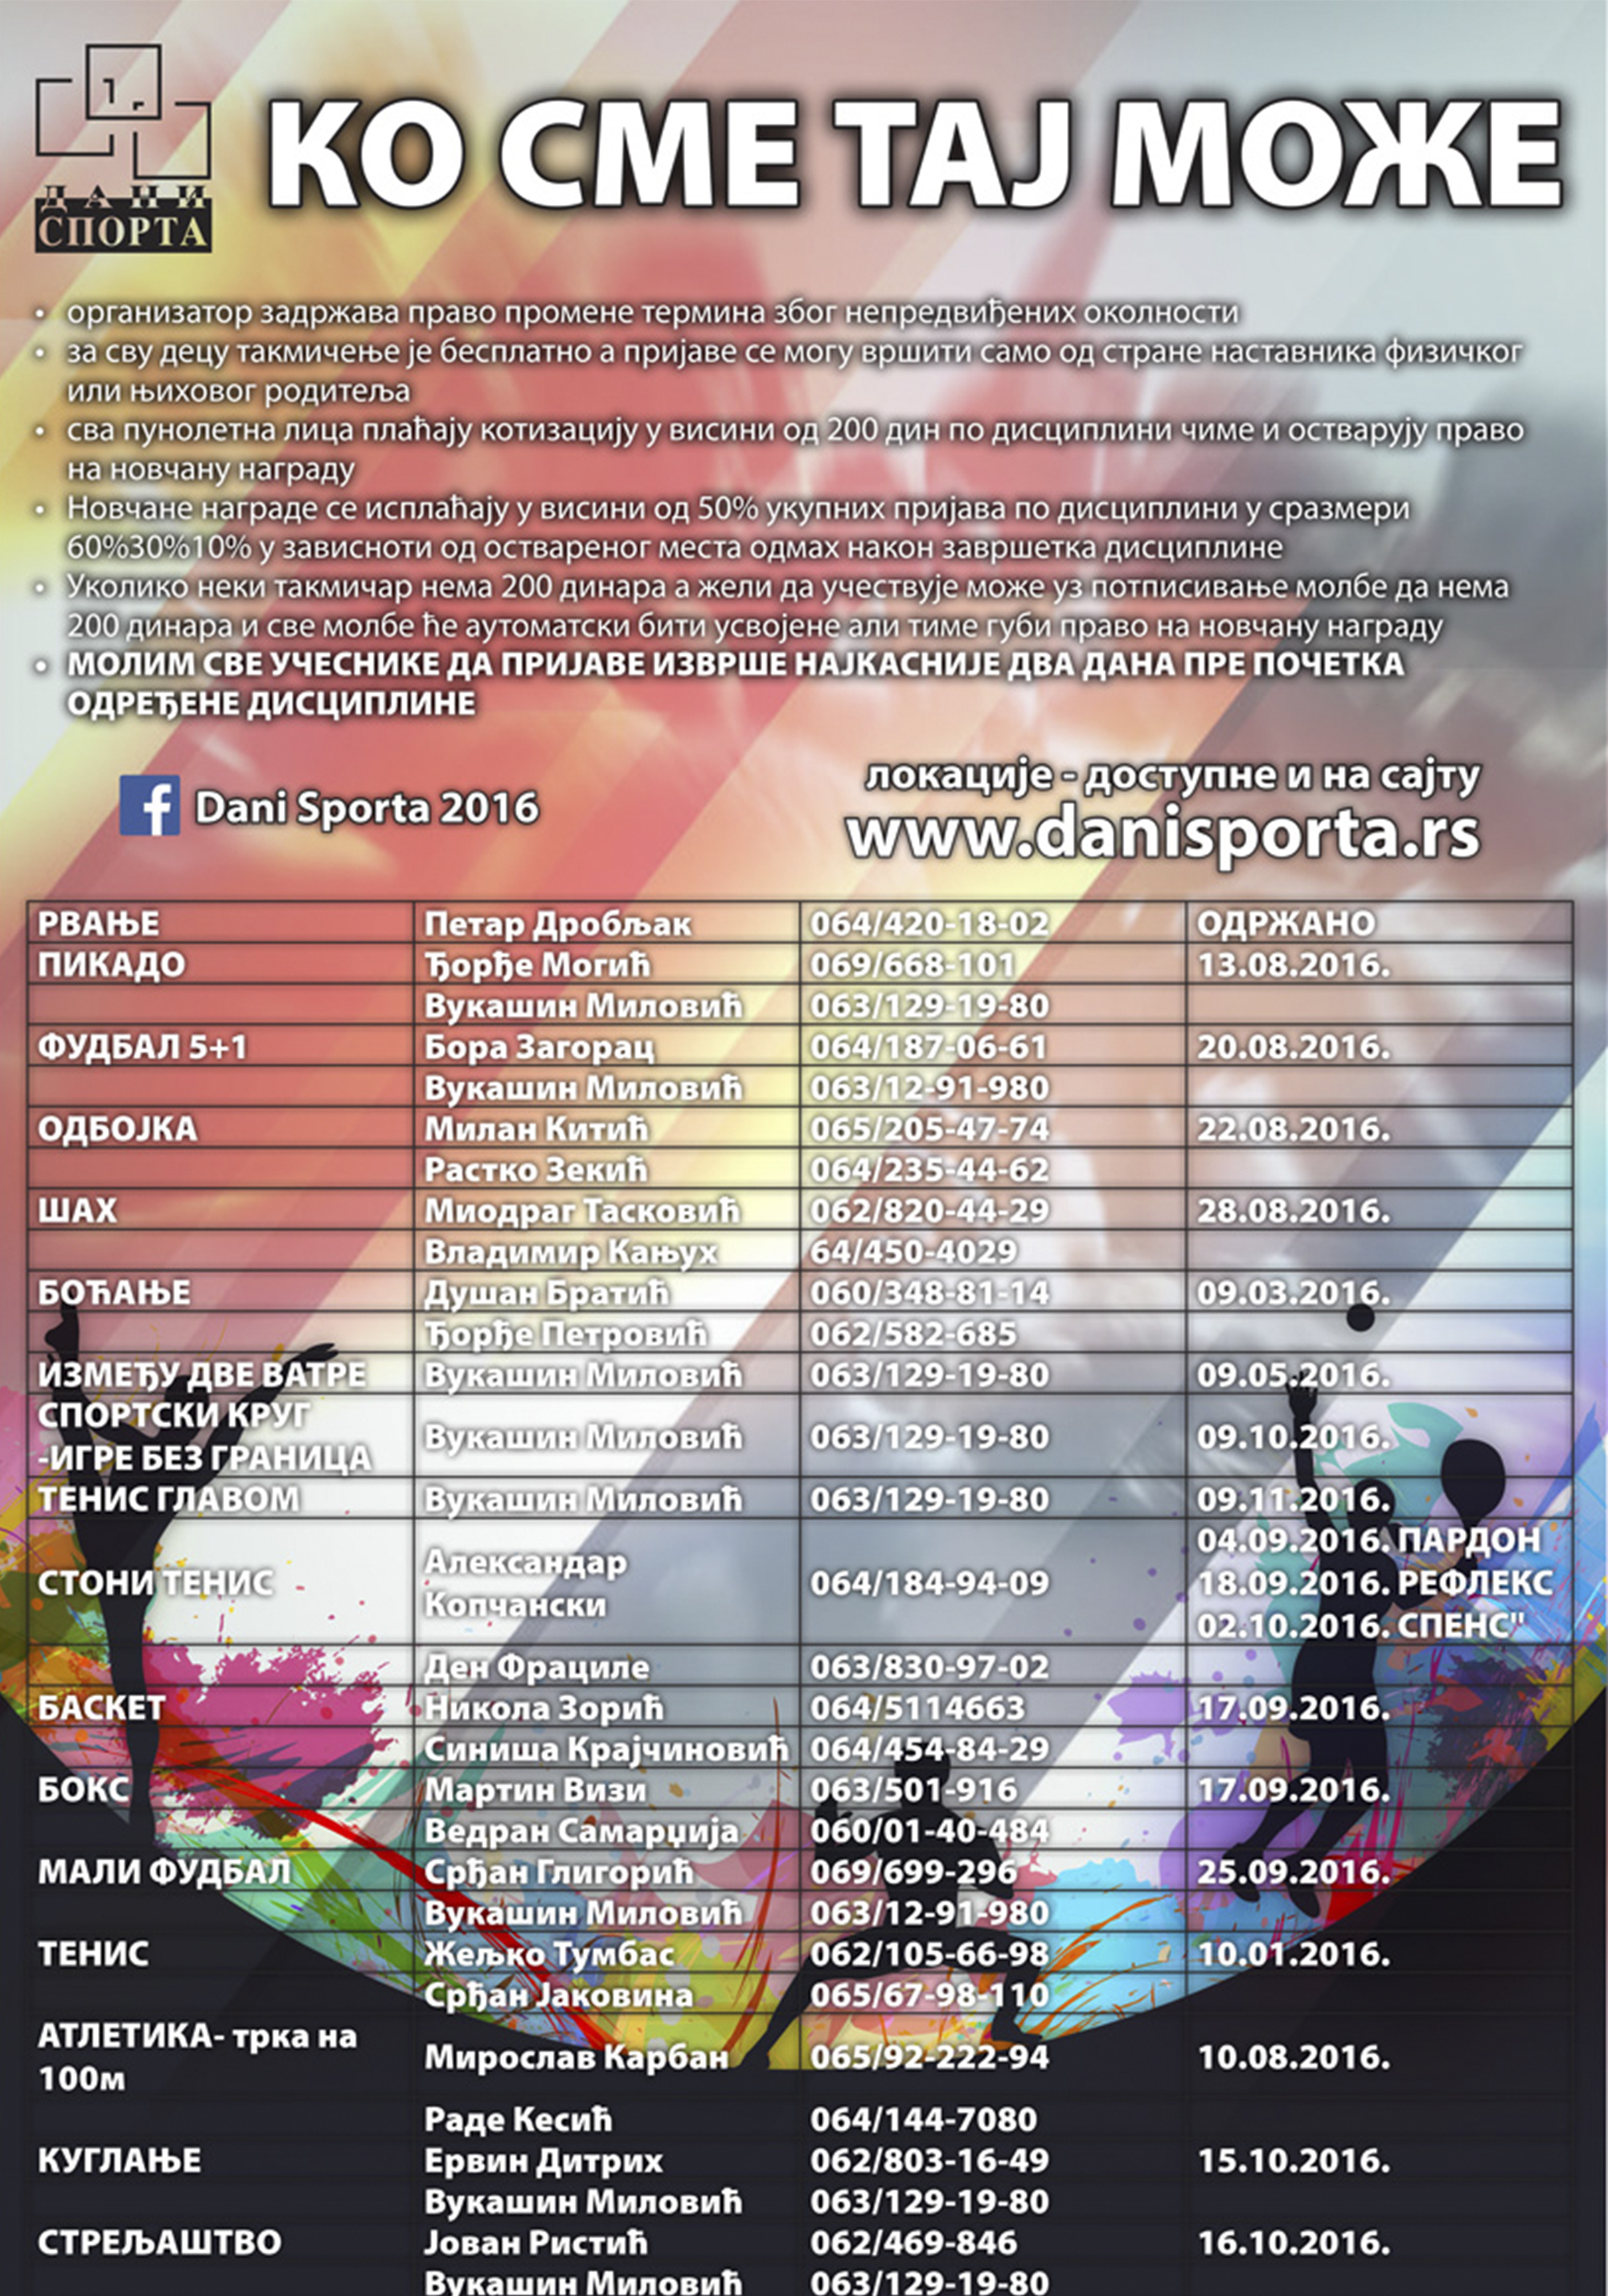 1.
ДАНИ
СПОРТА
КО СМЕ ТАЈ МОЖЕ
• организатор задржава право промене термина због непредвиђених околности
• за сву децу такмичење је бесплатно а пријаве се могу вршити само од стране наставника физичког
или њиховог родитеља
• сва пунолетна лица плаћају котизацију у висини од 200 дин по дисциплини чиме и остварују право
на новчану награду
• Новчане награде се исплаћају у висини од 50% укупних пријава по дисциплини у сразмери
60%30%10% у зависноти од оствареног места одмах након завршетка дисциплине
• Уколико неки такмичар нема 200 динара а жели да учествује може уз потписивање молбе да нема
200 динара и све молбе ће аутоматски бити усвојене али тиме губи право на новчану награду
• МОЛИМ СВЕ УЧЕСНИКЕ ДА ПРИЈАВЕ ИЗВРШЕ НАЈКАСНИЈЕ ДВА ДАНА ПРЕ ПОЧЕТКА
ОДРЕЂЕНЕ ДИСЦИПЛИНЕ
f Dani Sporta 2016
локације - доступне и на сајту
www.danisporta.rs
РВАЊЕ Петар Дробљак 064/420-18-02 ОДРЖАНО
ПИКАДО Ђорђе Могић 069/668-101 13.08.2016.
Вукашин Миловић 063/129-19-80
ФУДБАЛ 5+1 Бора Загорац 064/187-06-61 20.08.2016.
Вукашин Миловић 063/12-91-980
ОДБОЈКА Милан Китић 065/205-47-74 22.08.2016.
Растко Зекић 064/235-44-62
ШАХ Миодраг Тасковић 062/820-44-29 28.08.2016.
Владимир Кањух 64/450-4029
БОЋАЊЕ Душан Братић 060/348-81-14 09.03.2016.
Ђорђе Петровић 062/582-685
ИЗМЕЂУ ДВЕ ВАТРЕ Вукашин Миловић 063/129-19-80 09.05.2016.
СПОРТСКИ КРУГ
-ИГРЕ БЕЗ ГРАНИЦА Вукашин Миловић 063/129-19-80 09.10.2016.
ТЕНИС ГЛАВОМ Вукашин Миловић 063/129-19-80 09.11.2016.
СТОНИ ТЕНИС
Александар
Копчански
064/184-94-09
04.09.2016. ПАРДОН
18.09.2016. РЕФЛЕКС
02.10.2016. СПЕНС"
Ден Фрациле 063/830-97-02
БАСКЕТ Никола Зорић 064/5114663 17.09.2016.
Синиша Крајчиновић 064/454-84-29
БОКС Мартин Визи 063/501-916 17.09.2016.
Ведран Самарџија 060/01-40-484
МАЛИ ФУДБАЛ Срђан Глигорић 069/699-296 25.09.2016.
Вукашин Миловић 063/12-91-980
ТЕНИС Жељко Тумбас 062/105-66-98 10.01.2016.
Срђан Јаковина 065/67-98-110
АТЛЕТИКА- трка на
100м Мирослав Карбан 065/92-222-94 10.08.2016.
Раде Кесић 064/144-7080
КУГЛАЊЕ Ервин Дитрих 062/803-16-49 15.10.2016.
Вукашин Миловић 063/129-19-80
СТРЕЉАШТВО Јован Ристић 062/469-846 16.10.2016.
Вукашин Миловић 063/129-19-80